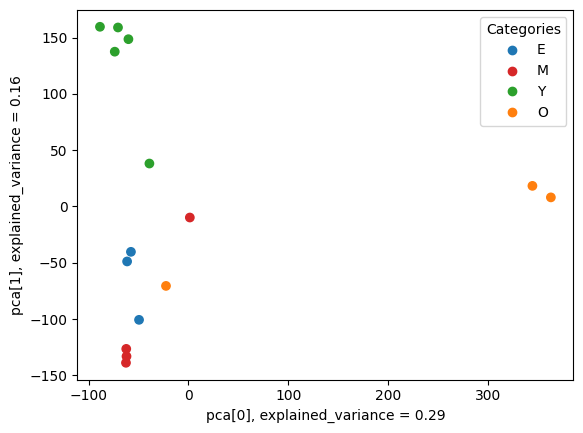 Categories
E
M
Y
O
150
100
50
0
−50
−100
−150
−100
0
100
200
300
pca[1], explained_variance = 0.16
pca[0], explained_variance = 0.29